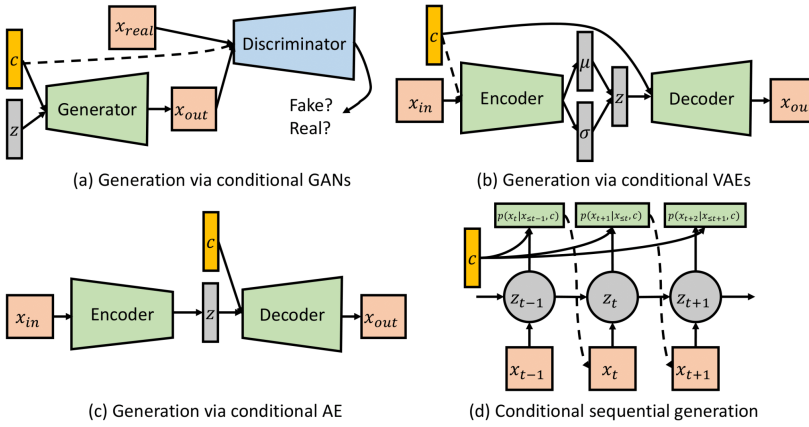 x_real
c
Discriminator
z
Generator
x_out
Fake?
Real?
(a) Generation via conditional GANs
c
μ
x_in
Encoder
z
Decoder
x_ou
σ
(b) Generation via conditional VAEs
c
x_in
Encoder
z
Decoder
x_out
(c) Generation via conditional AE
p(x_t|x_≤t−1, c)
p(x_t+1|x_≤t, c)
p(x_t+2|x_≤t+1, c)
c
z_t−1
z_t
z_t+1
x_t−1
x_t
x_t+1
(d) Conditional sequential generation